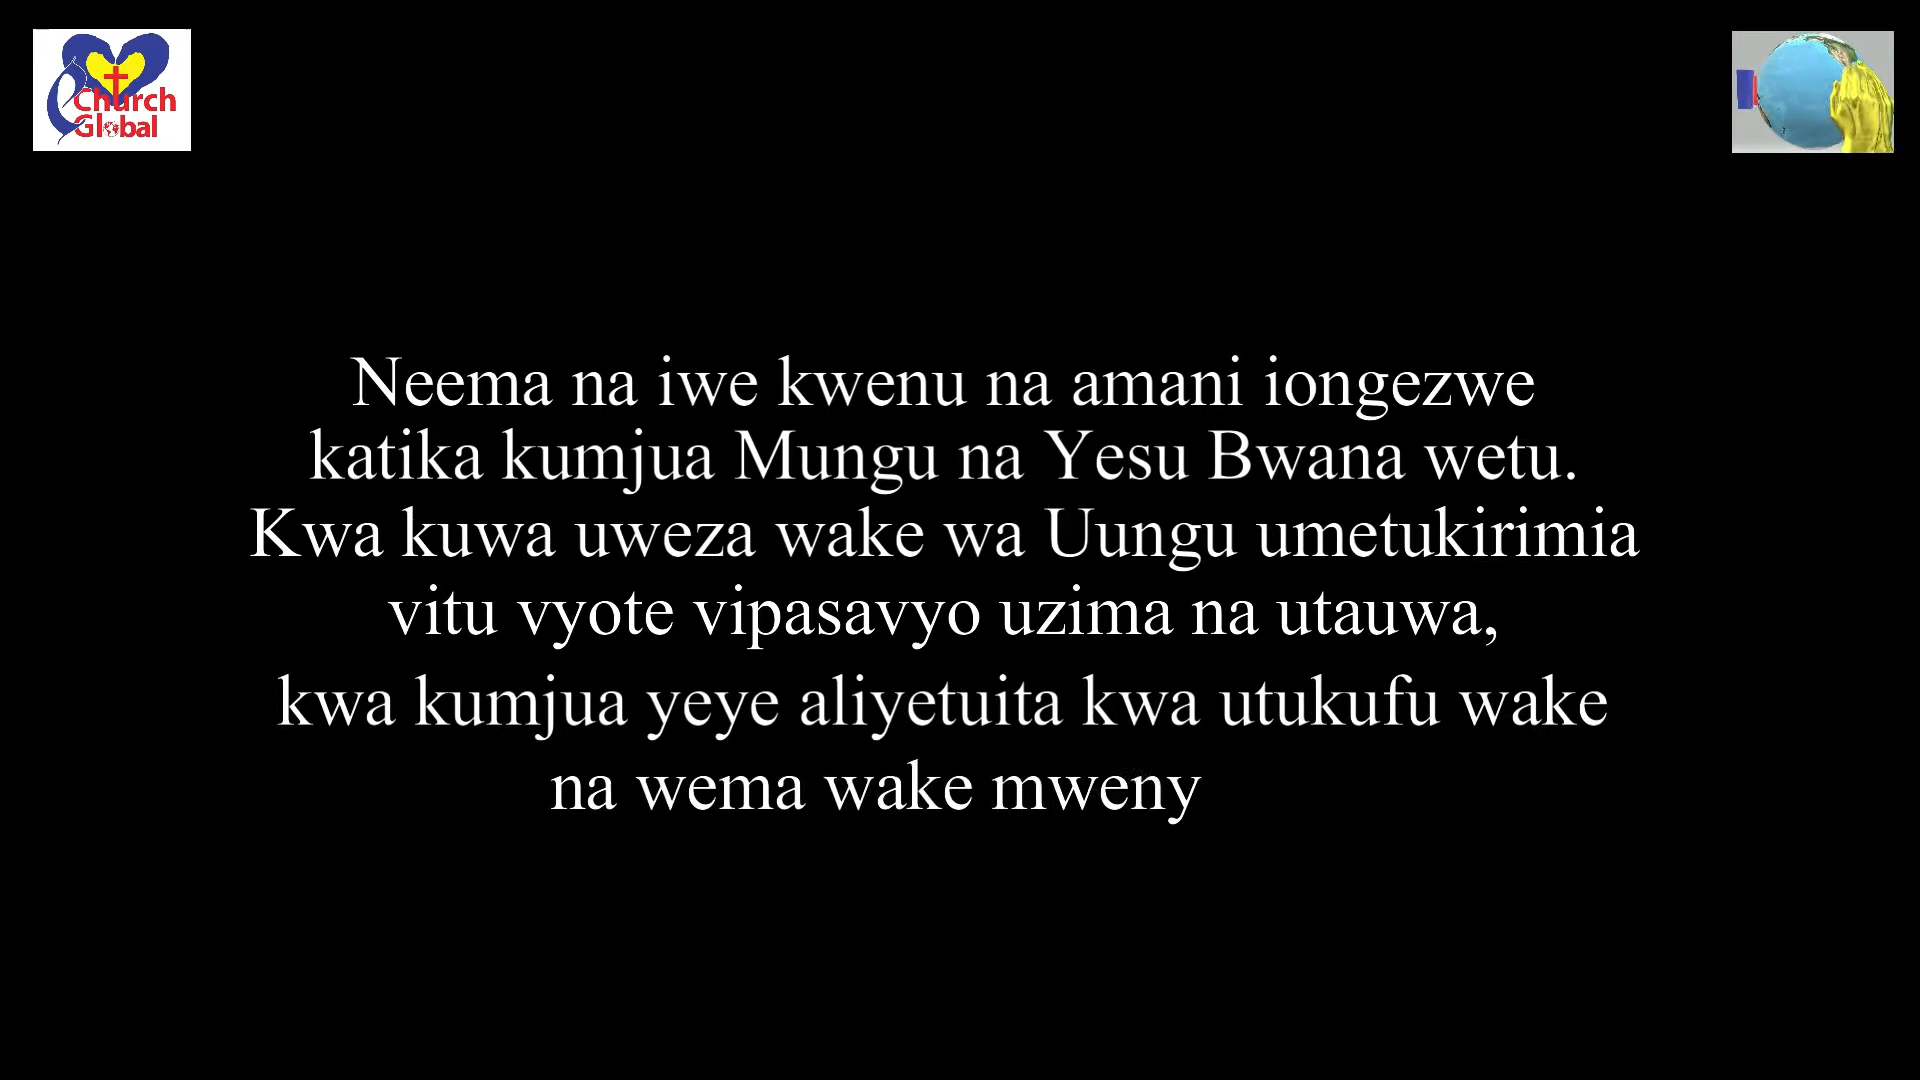 Church
Global
Neema na iwe kwenu na amani iongezwe
katika kumjua Mungu na Yesu Bwana wetu.
Kwa kuwa uweza wake wa Uungu umetukirimia
vitu vyote vipasavyo uzima na utauwa,
kwa kumjua yeye aliyetuita kwa utukufu wake
na wema wake mweny